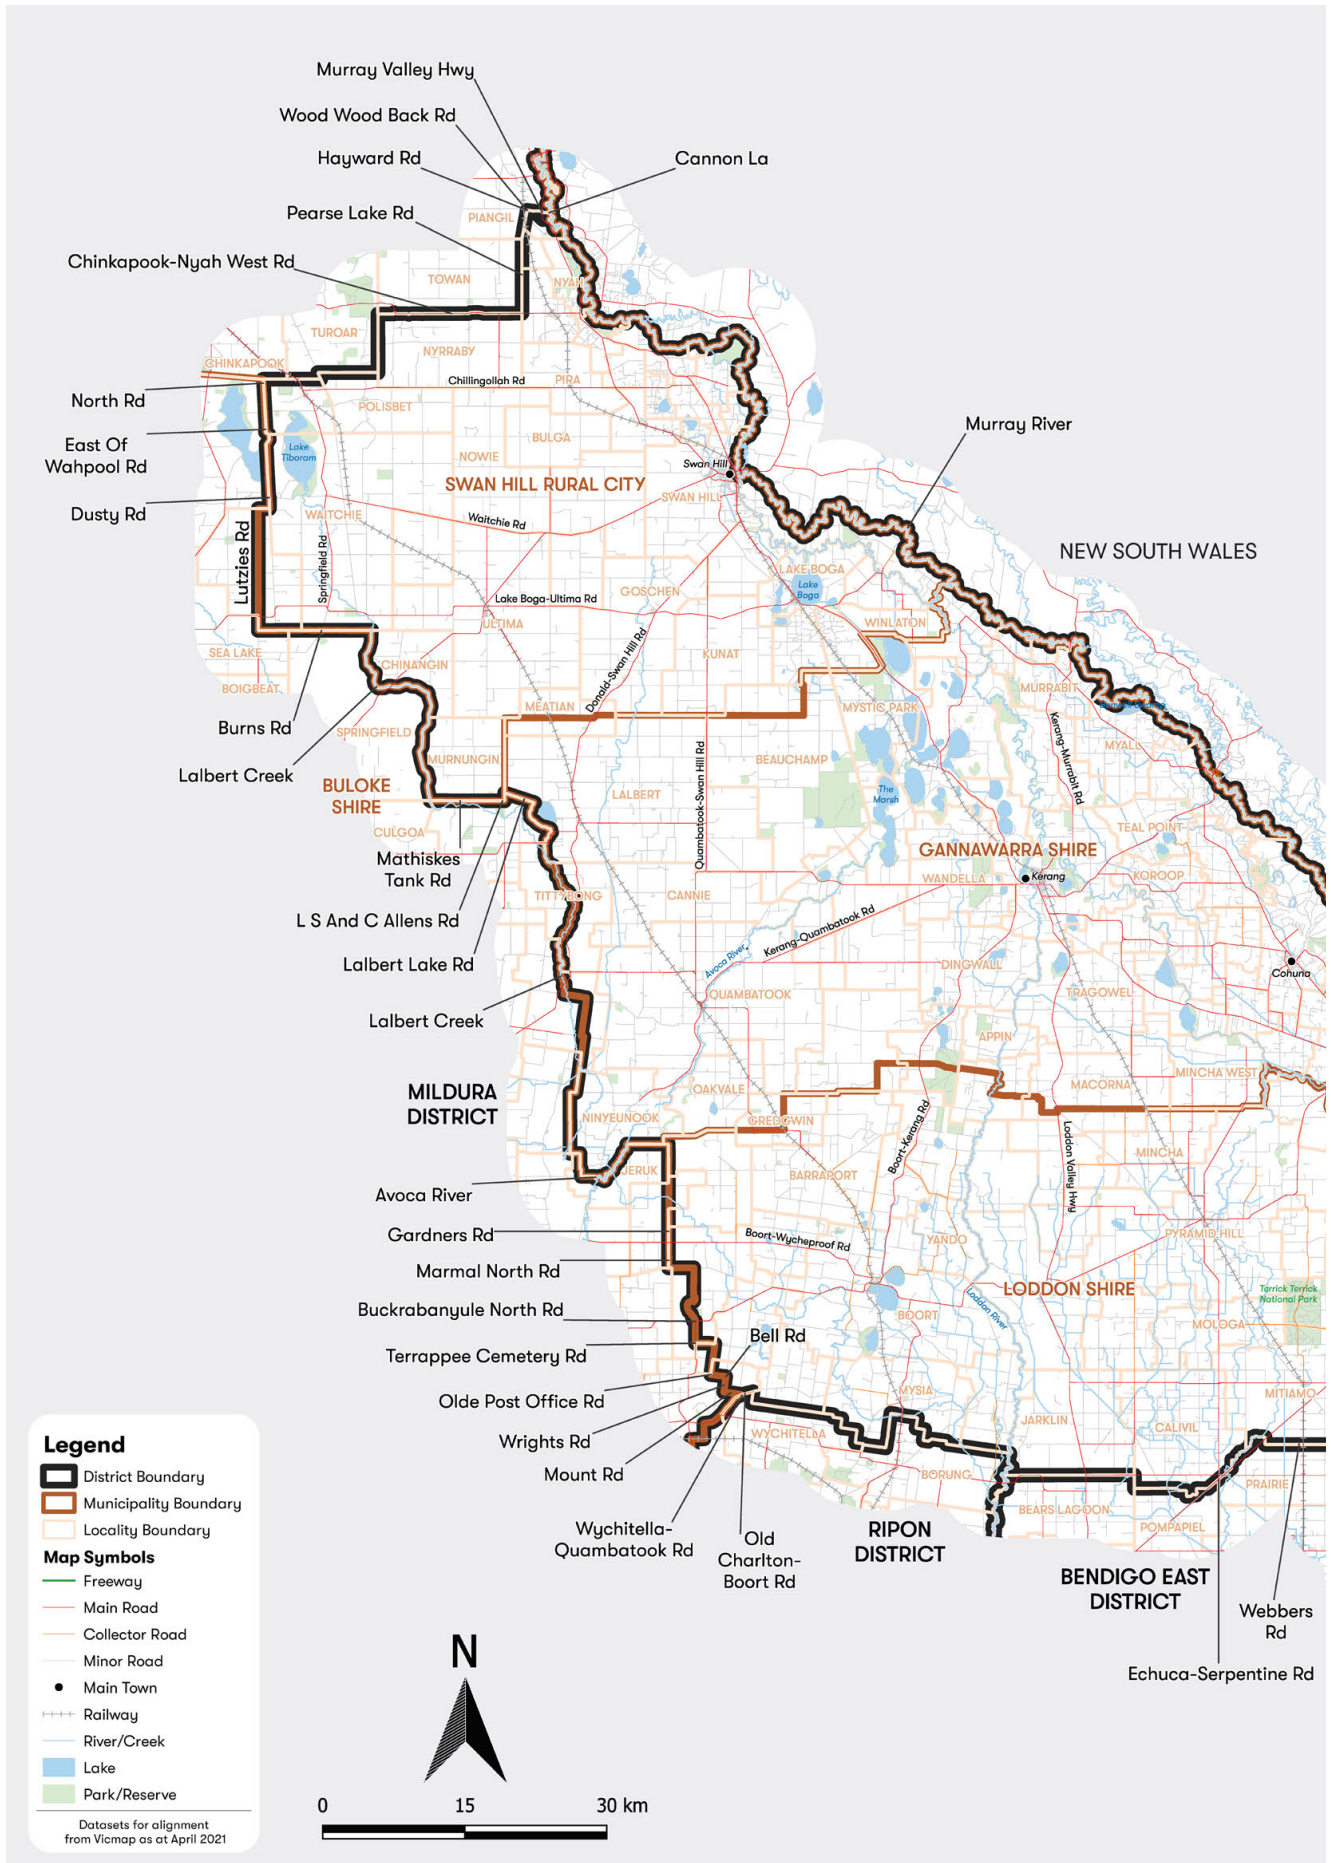 Murray Valley Hwy
Wood Wood Back Rd
Hayward Rd
Cannon La
Pearse Lake Rd
PIANGIL
Chinkapook-Nyah West Rd
TOWAN
NYAH
TUROAR
NYRRABY
CHINKAPOOK
Chillingollah Rd
PIRA
North Rd
POLISBET
East Of
Wahpool Rd
Lake
Tiboram
BULGA
NOWIE
Murray River
Swan Hill
SWAN HILL RURAL CITY
SWAN HILL
Dusty Rd
WAITCHIE
Waitchie Rd
Lutzies Rd
Springfield Rd
NEW SOUTH WALES
LAKE BOGA
Lake
Boga
GOSCHEN
Lake Boga-Ultima Rd
ULTIMA
WINLATON
SEA LAKE
CHINANGIN
KUNAT
Donald-Swan Hill Rd
BOIGBEAT
MURRABIT
MEATIAN
MYSTIC PARK
Burns Rd
SPRINGFIELD
Kerang-Murrabit Rd
MYALL
Lalbert Creek
MURNUNGIN
BEAUCHAMP
BULOKE
SHIRE
LALBERT
Quambatook-Swan Hill Rd
The
Marsh
CULGOA
TEAL POINT
Mathiskes
Tank Rd
GANNAWARRA SHIRE
WANDELLA
Kerang
KOROOP
TITTYBONG
CANNIE
L S And C Allens Rd
Kerang-Quambatook Rd
Lalbert Lake Rd
Avoca River
DINGWALL
Cohuna
QUAMBATOOK
TRAGOWEL
Lalbert Creek
APPIN
MILDURA
DISTRICT
OAKVALE
MACORNA
MINCHA WEST
NINYEUNOOK
GREDGWIN
Boort-Kerang Rd
Loddon Valley Hwy
MINCHA
JERUK
BARRAPORT
Avoca River
Gardners Rd
Boort-Wycheproof Rd
YANDO
PYRAMID HILL
Marmal North Rd
LODDON SHIRE
Terrick Terrick
National Park
Buckrabanyule North Rd
BOORT
Loddon River
MOLOGA
Bell Rd
Terrappee Cemetery Rd
Olde Post Office Rd
MYSIA
MITIAMO
Wrights Rd
WYCHITELLA
JARKLIN
CALIVIL
Mount Rd
BORUNG
PRAIRIE
BEARS LAGOON
POMPAPIEL
Wychitella-
Quambatook Rd
Old
Charlton-
Boort Rd
RIPON
DISTRICT
BENDIGO EAST
DISTRICT
Webbers
Rd
Echuca-Serpentine Rd
Legend
District Boundary
Municipality Boundary
Locality Boundary
Map Symbols
Freeway
Main Road
Collector Road
Minor Road
Main Town
Railway
River/Creek
Lake
Park/Reserve
Datasets for alignment
from Vicmap as at April 2021
N
0 15 30 km